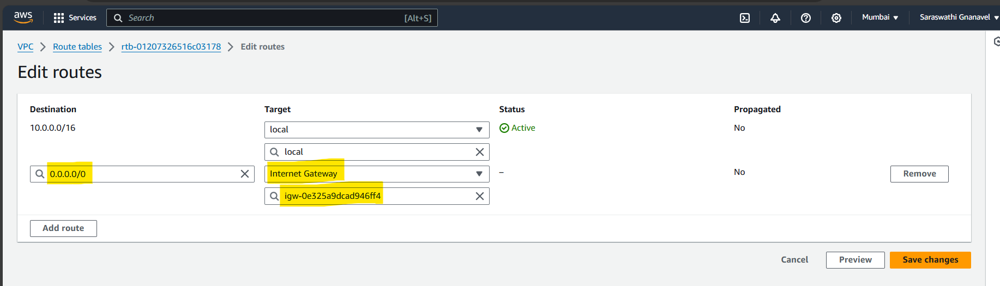 aws Services Search [Alt+S] Mumbai Saraswathi Gnanavel
VPC Route tables rtb-01207326516c03178 Edit routes
Edit routes
Destination Target Status Propagated
10.0.0.0/16 local Active No
local
0.0.0.0/0 Internet Gateway – No Remove
igw-0e325a9dcad946ff4
Add route
Cancel Preview Save changes